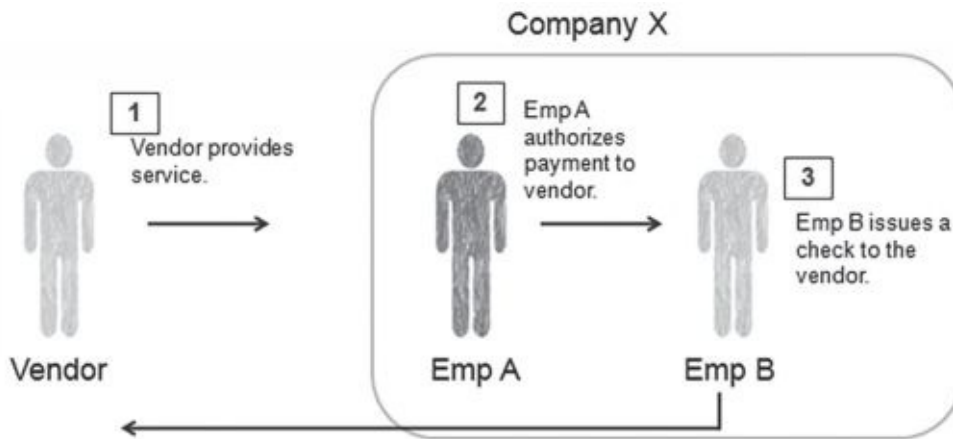 Company X
1
Vendor provides
service.
2
Emp A
authorizes
payment to
vendor.
3
Emp B issues a
check to the
vendor.
Vendor
Emp A
Emp B